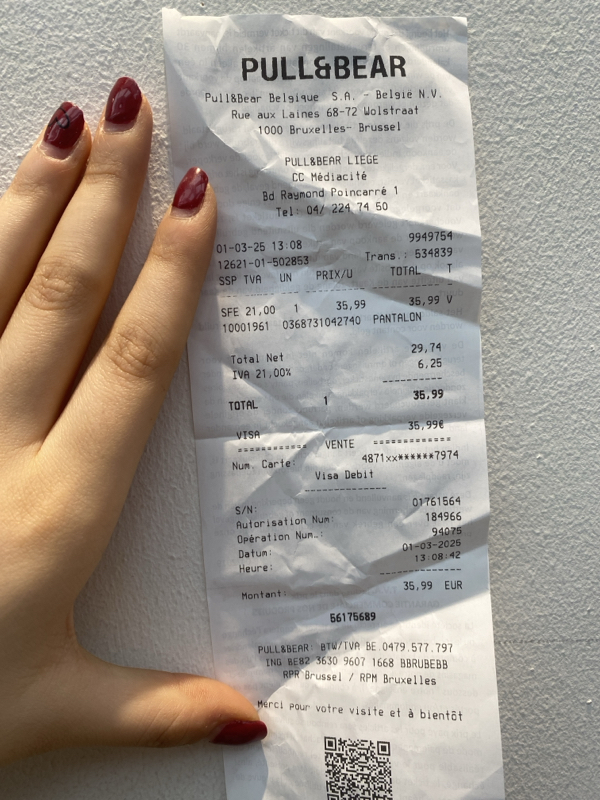 PULL&BEAR
Pull&Bear Belgique S.A. - België N.V.
Rue aux Laines 68-72 Wolstraat
1000 Bruxelles- Brussel
PULL&BEAR LIEGE
CC Médiacité
Bd Raymond Poincarré 1
Tel: 04/ 224 74 50
01-03-25 13:08 9949754
12621-01-502853 Trans.: 534839
SSP TVA UN PRIX/U TOTAL T
SFE 21,00 1 35,99 35,99 V
10001961 0368731042740 PANTALON
Total Net 29,74
IVA 21,00% 6,25
----------
TOTAL 1 35,99
VISA 35,99€
============ VENTE ============
Num. Carte: 4871xx******7974
Visa Debit
--------------
S/N: 01761564
Autorisation Num: 184966
Opération Num.: 94075
Datum: 01-03-2025
Heure: 13:08:42
--------------
Montant: 35,99 EUR
56175689
PULL&BEAR: BTW/TVA BE.0479.577.797
ING BE82 3630 9607 1668 BBRUBEBB
RPR Brussel / RPM Bruxelles
Merci pour votre visite et à bientôt